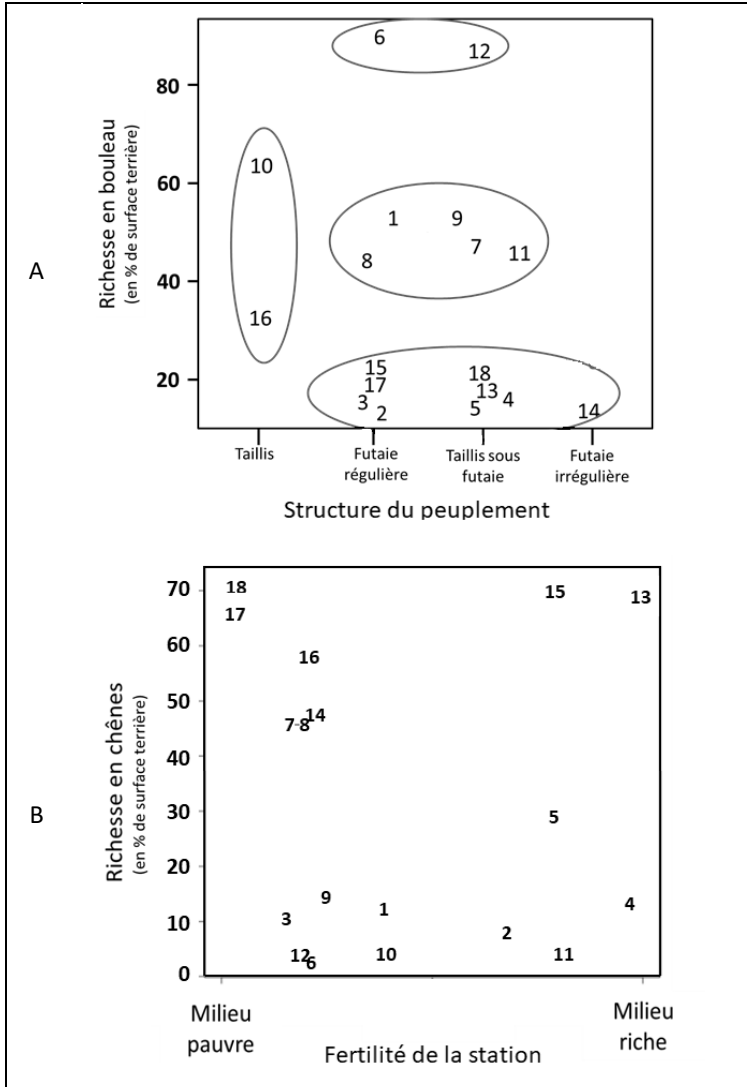 6
12
80
10
60
1
9
7
11
8
A
Richesse en bouleau
(en % de surface terrière)
40
16
20
15
18
17
13
3
4
5
2
14
Taillis
Futaie
régulière
Taillis sous
futaie
Futaie
irrégulière
Structure du peuplement
70
18
15
13
17
60
16
50
14
7-8
40
B
Richesse en chênes
(en % de surface terrière)
30
5
20
9
1
4
10
3
2
12
6
10
11
0
Milieu
pauvre
Milieu
riche
Fertilité de la station